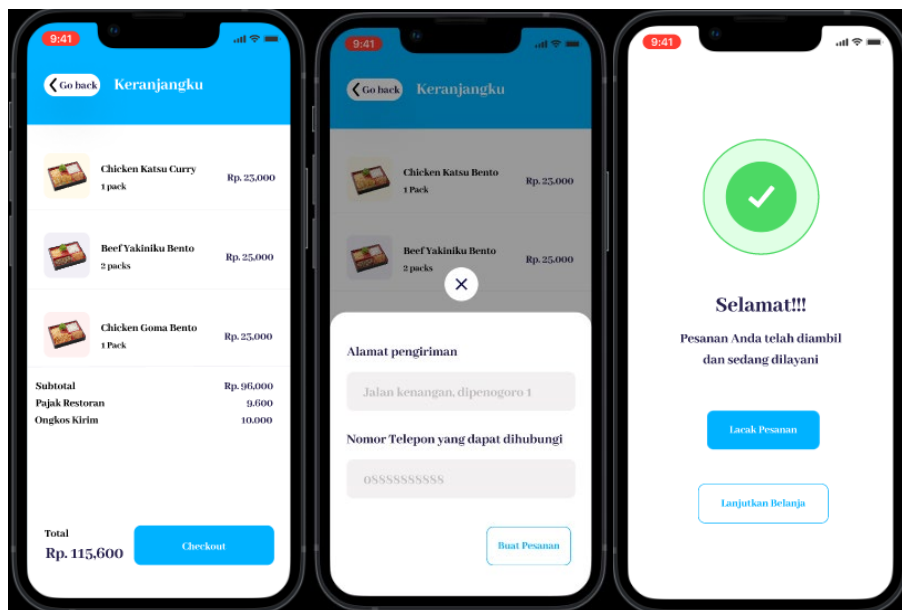 9:41
Go back Keranjangku
Chicken Katsu Curry
1 pack
Rp. 23,000
Beef Yakiniku Bento
2 packs
Rp. 25,000
Chicken Goma Bento
1 Pack
Rp. 23,000
Subtotal Rp. 96,000
Pajak Restoran 9.600
Ongkos Kirim 10.000
Total
Rp. 115,600
Checkout
9:41
Go back Keranjangku
Chicken Katsu Bento
1 Pack
Rp. 23,000
Beef Yakiniku Bento
2 packs
Rp. 25,000
Alamat pengiriman
Jalan kenangan, dipenogoro 1
Nomor Telepon yang dapat dihubungi
08888888888
Buat Pesanan
9:41
Selamat!!!
Pesanan Anda telah diambil
dan sedang dilayani
Lacak Pesanan
Lanjutkan Belanja